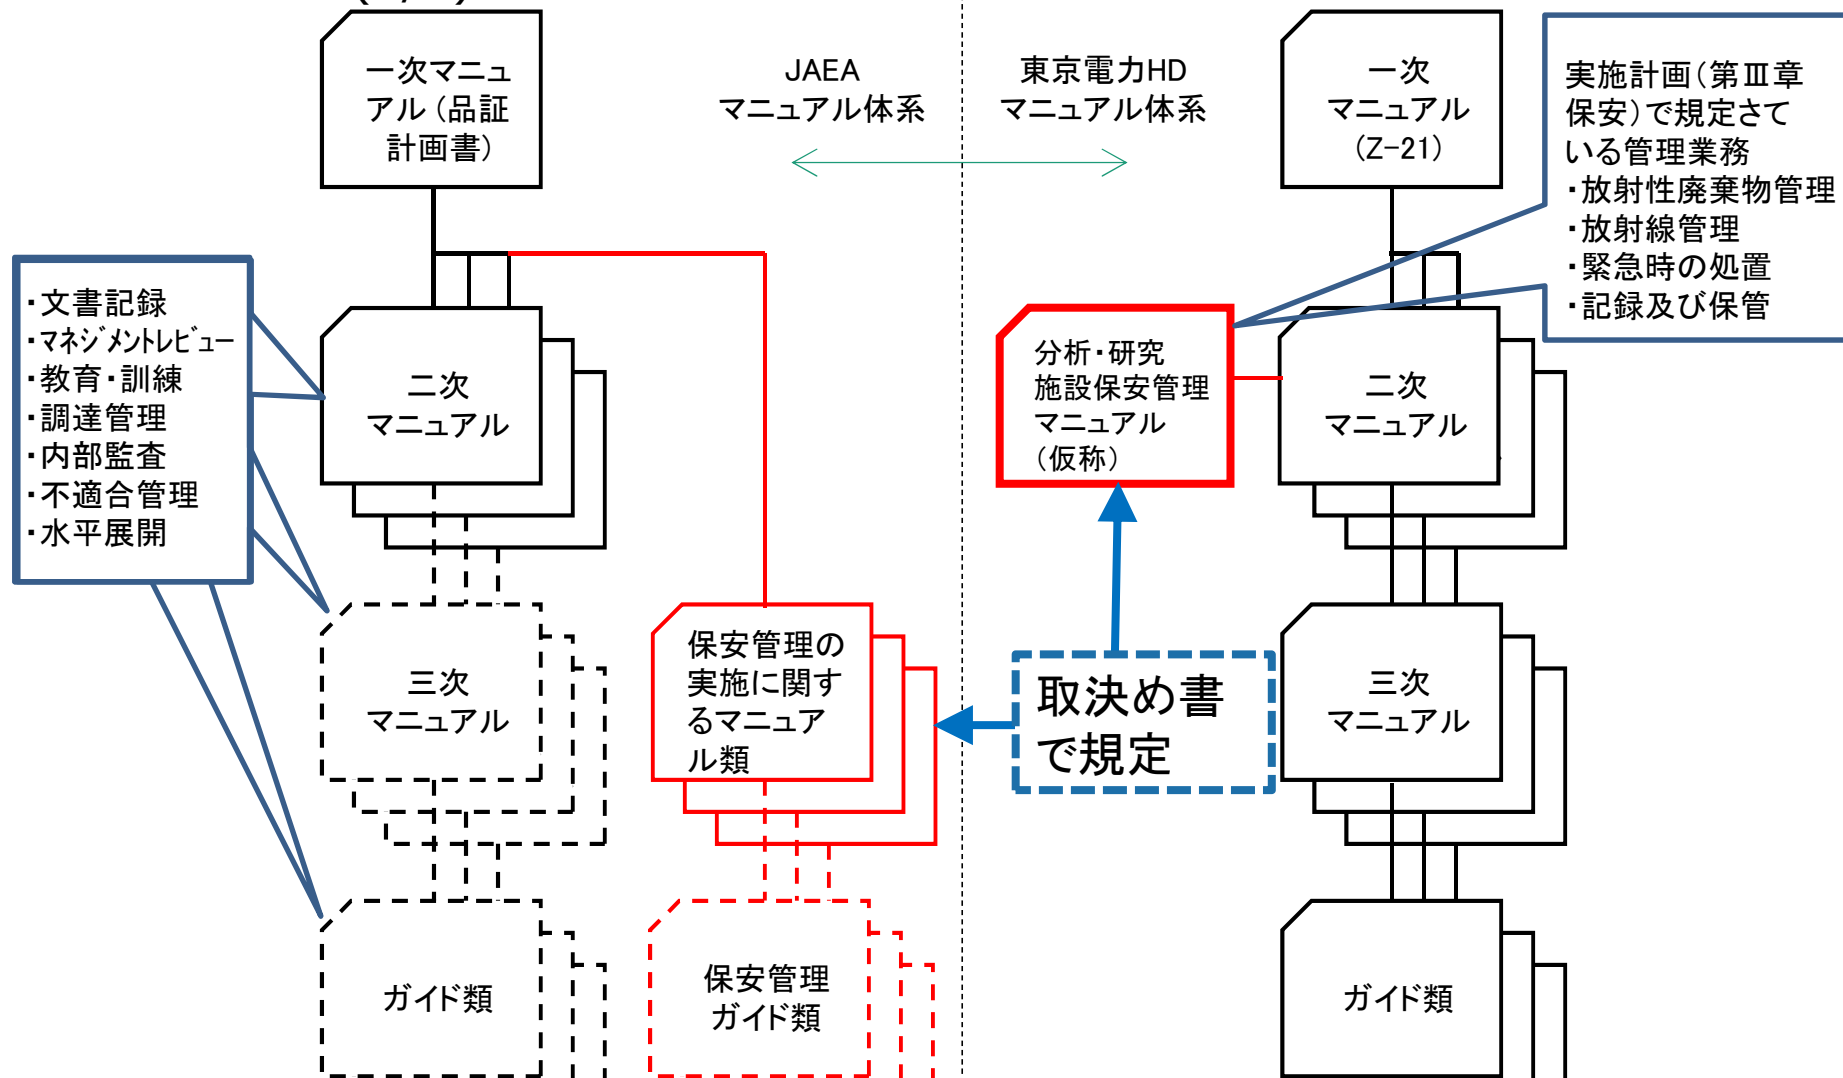 一次マニュ
アル（品証
計画書）
JAEA
マニュアル体系
東京電力HD
マニュアル体系
一次
マニュアル
(Z-21)
実施計画（第Ⅲ章
保安）で規定さて
いる管理業務
・放射性廃棄物管理
・放射線管理
・緊急時の処置
・記録及び保管
・文書記録
・ﾏﾈｼﾞﾒﾝﾄﾚﾋﾞｭｰ
・教育・訓練
・調達管理
・内部監査
・不適合管理
・水平展開
二次
マニュアル
分析・研究
施設保安管理
マニュアル
（仮称）
二次
マニュアル
三次
マニュアル
保安管理の
実施に関す
るマニュア
ル類
取決め書
で規定
三次
マニュアル
ガイド類
保安管理
ガイド類
ガイド類